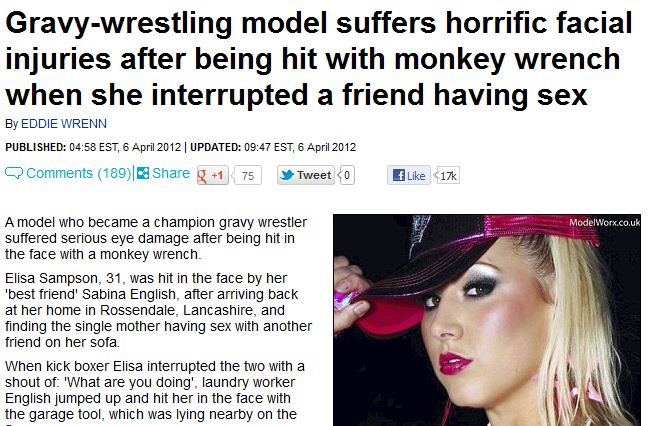 Gravy-wrestling model suffers horrific facial
injuries after being hit with monkey wrench
when she interrupted a friend having sex
By EDDIE WRENN
PUBLISHED: 04:58 EST, 6 April 2012 | UPDATED: 09:47 EST, 6 April 2012
Comments (189) | Share +1 75 Tweet 0 Like 17k
ModelWorx.co.uk
A model who became a champion gravy wrestler
suffered serious eye damage after being hit in
the face with a monkey wrench.
Elisa Sampson, 31, was hit in the face by her
'best friend' Sabina English, after arriving back
at her home in Rossendale, Lancashire, and
finding the single mother having sex with another
friend on her sofa.
When kick boxer Elisa interrupted the two with a
shout of: 'What are you doing', laundry worker
English jumped up and hit her in the face with
the garage tool, which was lying nearby on the